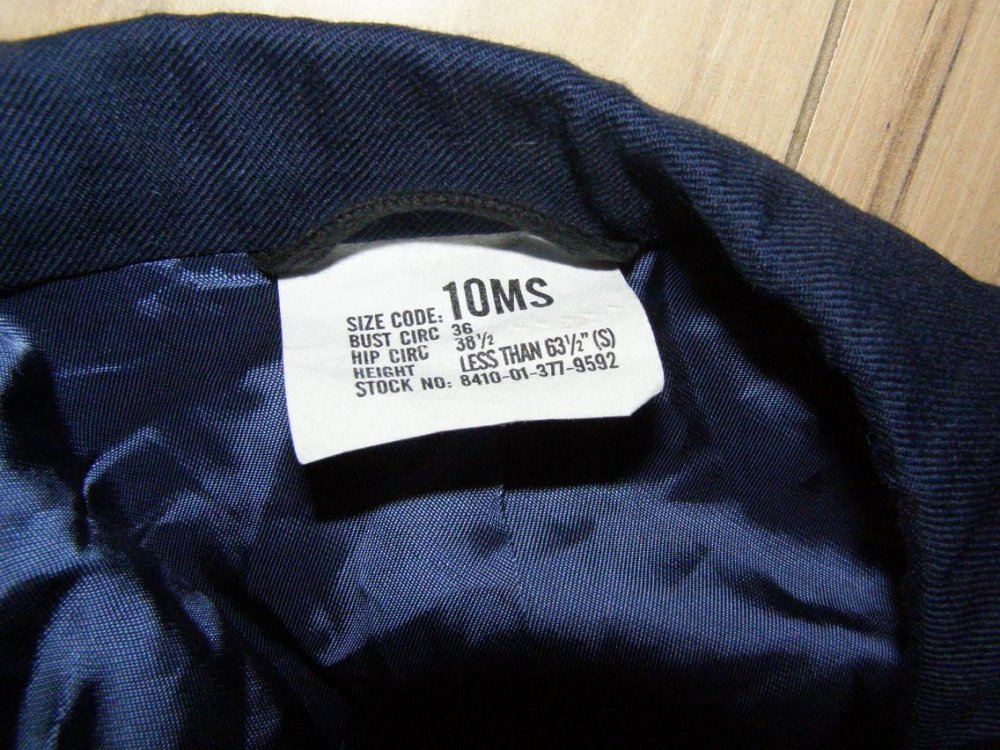 SIZE CODE: 10MS
BUST CIRC 36
HIP CIRC 38½
HEIGHT LESS THAN 63½" (S)
STOCK NO: 8410-01-377-9592